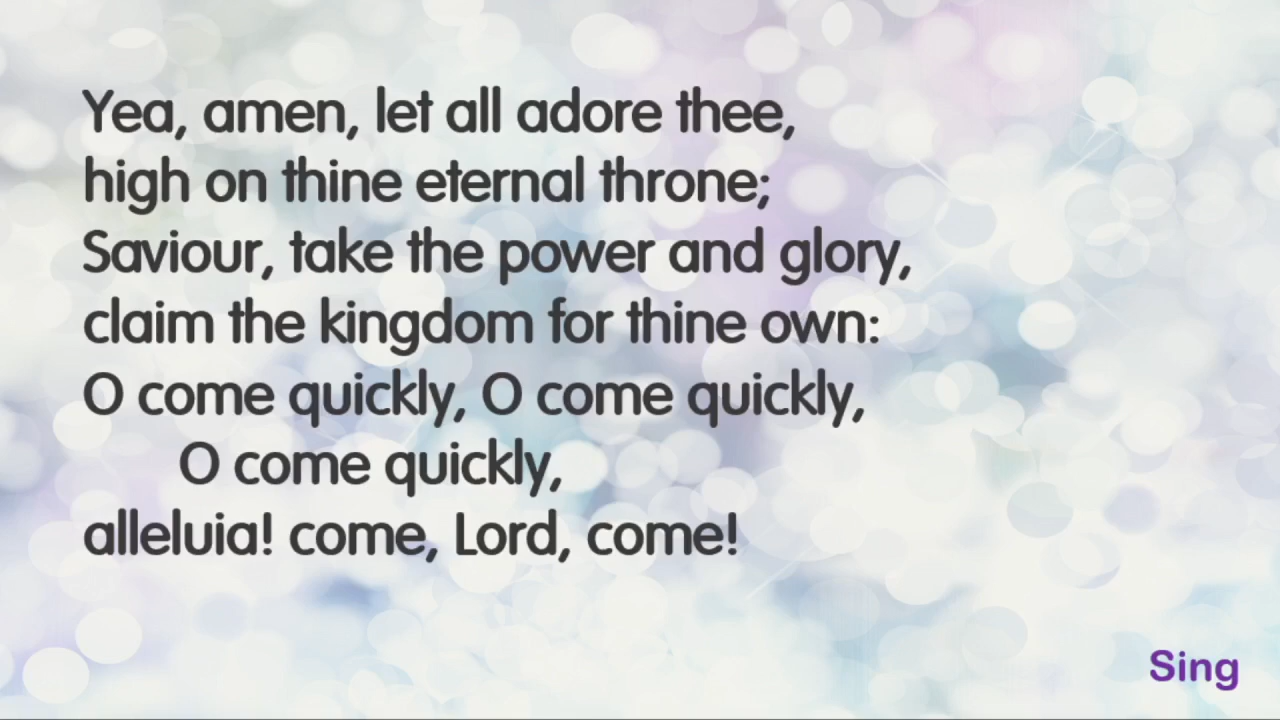 Yea, amen, let all adore thee,
high on thine eternal throne;
Saviour, take the power and glory,
claim the kingdom for thine own:
O come quickly, O come quickly,
O come quickly,
alleluia! come, Lord, come!
Sing